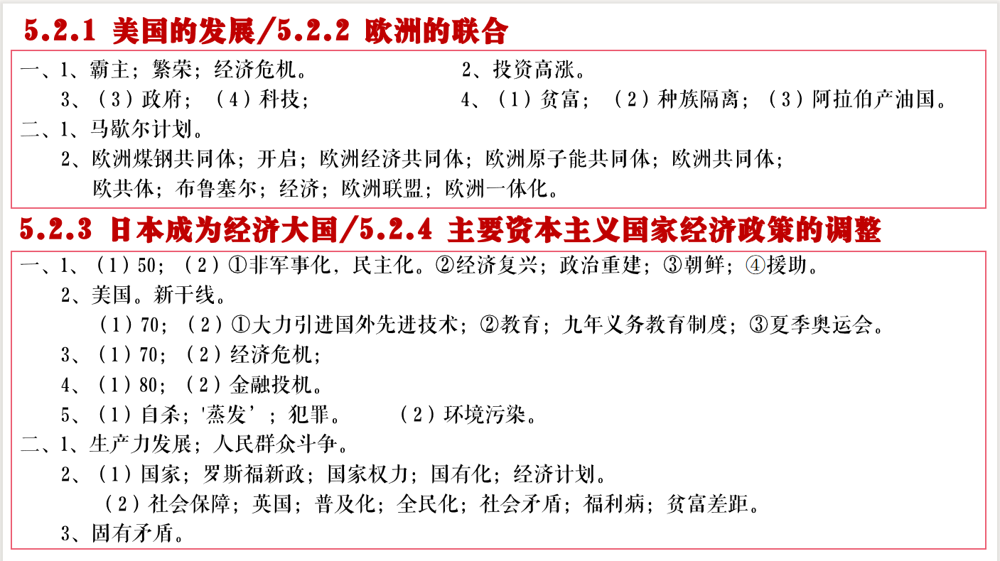 5.2.1 美国的发展/5.2.2 欧洲的联合
一、1、霸主；繁荣；经济危机。 2、投资高涨。
3、（3）政府；（4）科技； 4、（1）贫富；（2）种族隔离；（3）阿拉伯产油国。
二、1、马歇尔计划。
2、欧洲煤钢共同体；开启；欧洲经济共同体；欧洲原子能共同体；欧洲共同体；
欧共体；布鲁塞尔；经济；欧洲联盟；欧洲一体化。
5.2.3 日本成为经济大国/5.2.4 主要资本主义国家经济政策的调整
一、1、（1）50；（2）①非军事化，民主化。②经济复兴；政治重建；③朝鲜；④援助。
2、美国。新干线。
（1）70；（2）①大力引进国外先进技术；②教育；九年义务教育制度；③夏季奥运会。
3、（1）70；（2）经济危机；
4、（1）80；（2）金融投机。
5、（1）自杀；'蒸发’；犯罪。 （2）环境污染。
二、1、生产力发展；人民群众斗争。
2、（1）国家；罗斯福新政；国家权力；国有化；经济计划。
（2）社会保障；英国；普及化；全民化；社会矛盾；福利病；贫富差距。
3、固有矛盾。